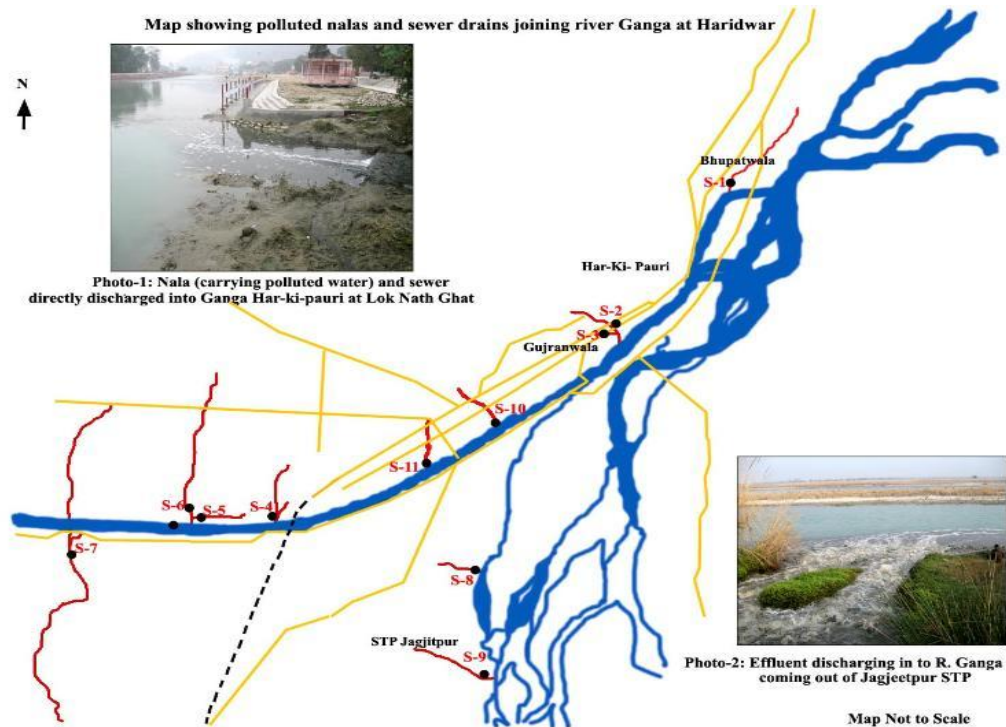 Map showing polluted nalas and sewer drains joining river Ganga at Haridwar
N
Photo-1: Nala (carrying polluted water) and sewer
directly discharged into Ganga Har-ki-pauri at Lok Nath Ghat
Bhupatwala
S-1
Har-Ki- Pauri
S-2
S-3
Gujranwala
S-10
S-11
S-6
S-5
S-4
S-7
S-8
STP Jagjitpur
S-9
Photo-2: Effluent discharging in to R. Ganga
coming out of Jagjeetpur STP
Map Not to Scale